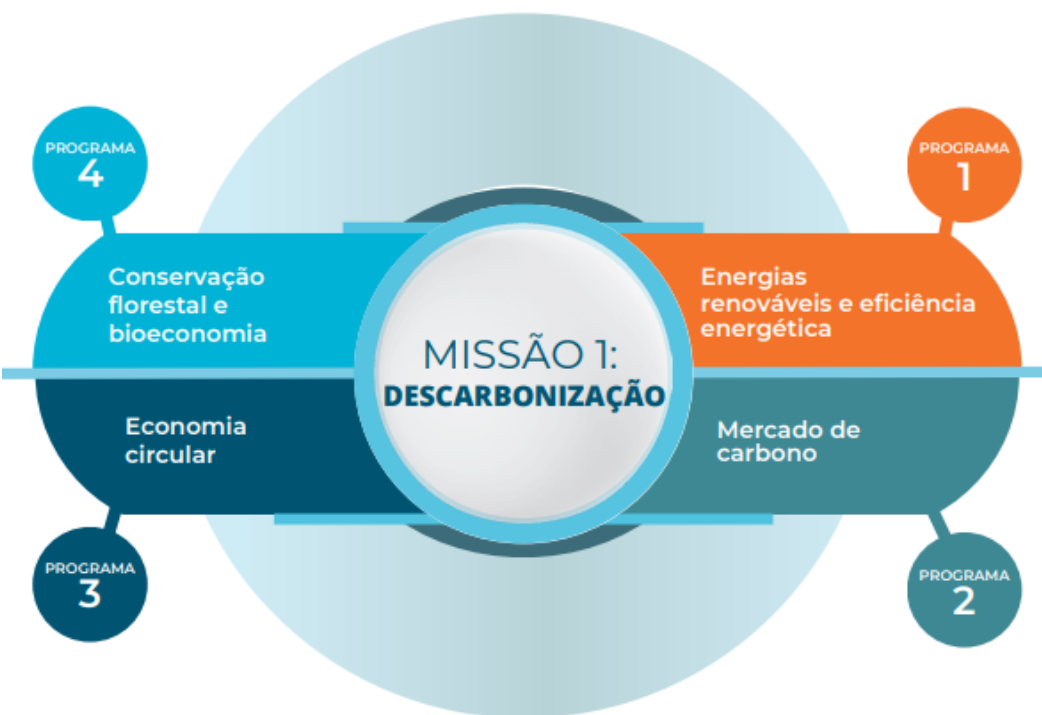 PROGRAMA
4
Conservação
florestal e
bioeconomia
PROGRAMA
1
Energias
renováveis e eficiência
energética
MISSÃO 1:
DESCARBONIZAÇÃO
Economia
circular
PROGRAMA
3
Mercado de
carbono
PROGRAMA
2